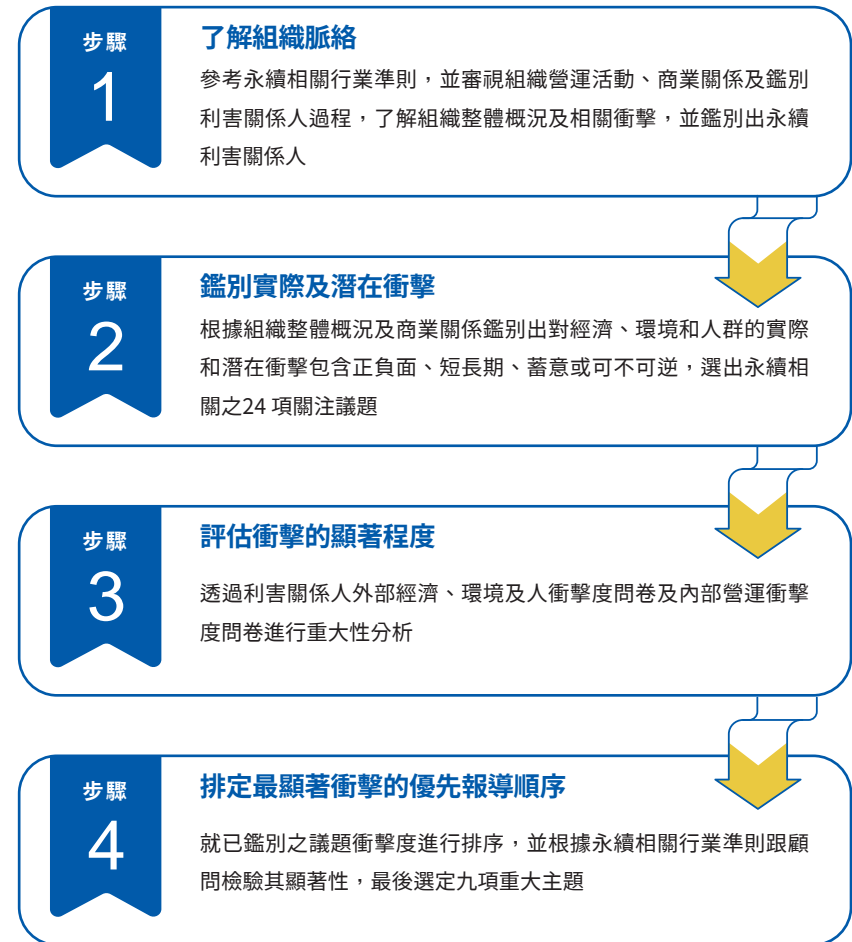 步驟
1
了解組織脈絡
參考永續相關行業準則，並審視組織營運活動、商業關係及鑑別
利害關係人過程，了解組織整體概況及相關衝擊，並鑑別出永續
利害關係人
步驟
2
鑑別實際及潛在衝擊
根據組織整體概況及商業關係鑑別出對經濟、環境和人群的實際
和潛在衝擊包含正負面、短長期、蓄意或可不可逆，選出永續相
關之24 項關注議題
步驟
3
評估衝擊的顯著程度
透過利害關係人外部經濟、環境及人衝擊度問卷及內部營運衝擊
度問卷進行重大性分析
步驟
4
排定最顯著衝擊的優先報導順序
就已鑑別之議題衝擊度進行排序，並根據永續相關行業準則跟顧
問檢驗其顯著性，最後選定九項重大主題